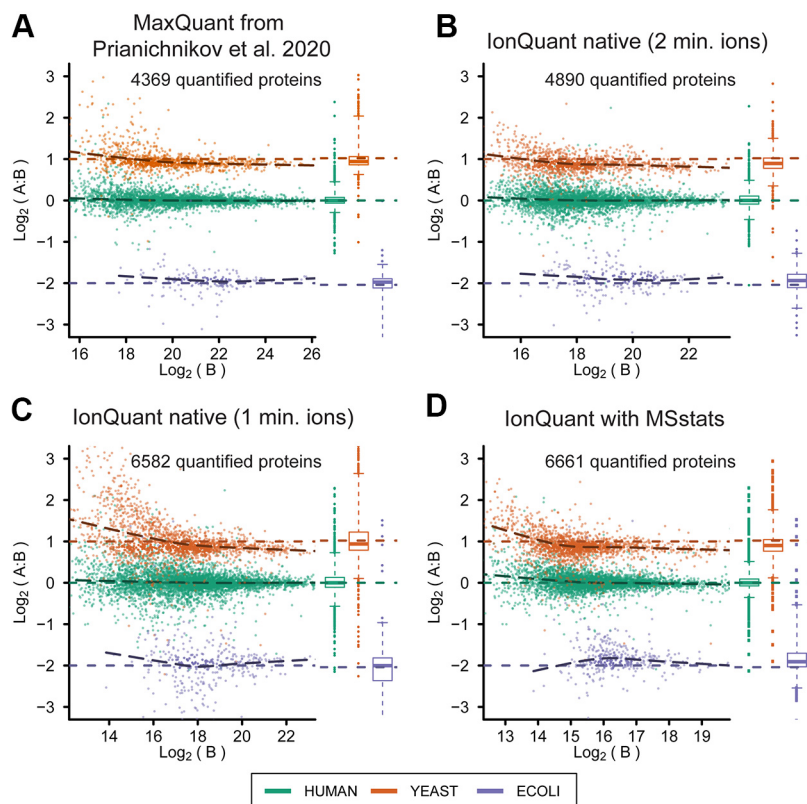 A
MaxQuant from
Prianichnikov et al. 2020
4369 quantified proteins
3
2
1
0
−1
−2
−3
Log2 ( A:B)
16 18 20 22 24 26
Log2 ( B )
B
IonQuant native (2 min. ions)
4890 quantified proteins
3
2
1
0
−1
−2
−3
Log2 ( A:B)
16 18 20 22
Log2 ( B )
C
IonQuant native (1 min. ions)
6582 quantified proteins
3
2
1
0
−1
−2
−3
Log2 ( A:B)
14 16 18 20 22
Log2 ( B )
D
IonQuant with MSstats
6661 quantified proteins
3
2
1
0
−1
−2
−3
Log2 ( A:B)
13 14 15 16 17 18 19
Log2 ( B )
HUMAN YEAST ECOLI